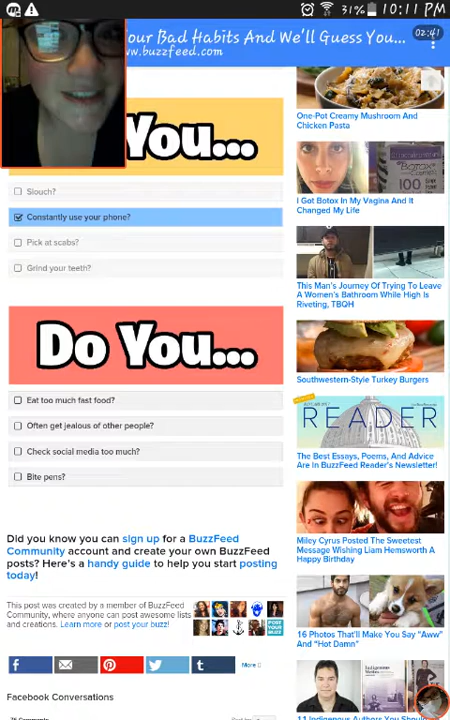 31% 10:11 PM
our Bad Habits And We'll Guess You...
www.buzzfeed.com
02:41
You...
Slouch?
Constantly use your phone?
Pick at scabs?
Grind your teeth?
Do You...
Eat too much fast food?
Often get jealous of other people?
Check social media too much?
Bite pens?
Did you know you can sign up for a BuzzFeed
Community account and create your own BuzzFeed
posts? Here's a handy guide to help you start posting
today!
This post was created by a member of BuzzFeed
Community, where anyone can post awesome lists
and creations. Learn more or post your buzz!
POST
YOUR
BUZZ
More
Facebook Conversations
One-Pot Creamy Mushroom And
Chicken Pasta
BOTOX
100
I Got Botox In My Vagina And It
Changed My Life
This Man's Journey Of Trying To Leave
A Women's Bathroom While High Is
Riveting, TBQH
Southwestern-Style Turkey Burgers
READER
The Best Essays, Poems, And Advice
Are In BuzzFeed Reader's Newsletter!
Miley Cyrus Posted The Sweetest
Message Wishing Liam Hemsworth A
Happy Birthday
16 Photos That'll Make You Say "Aww"
And "Hot Damn"
11 Indigenous Authors You Should